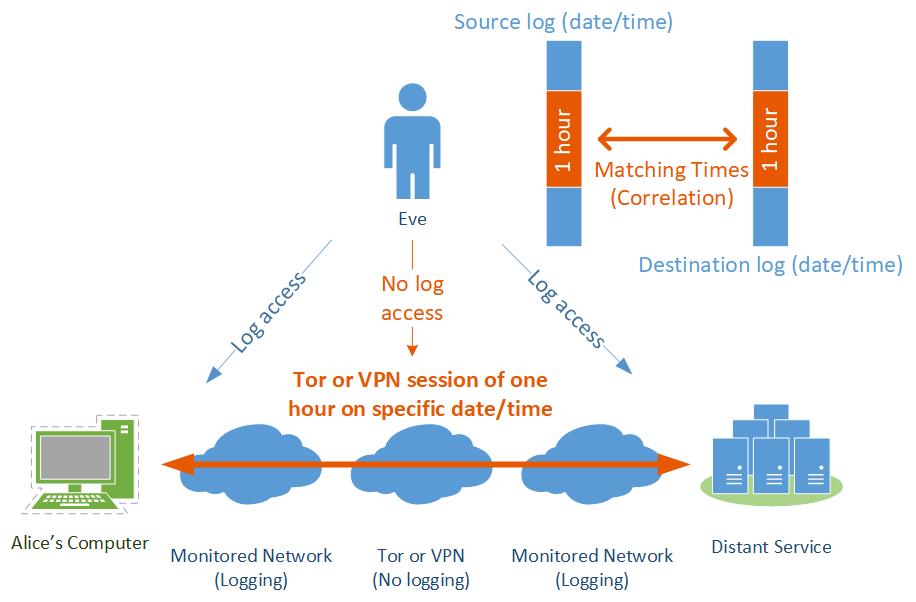 Source log (date/time)
1 hour
1 hour
Matching Times
(Correlation)
Eve
Destination log (date/time)
Log access
No log
access
Log access
Tor or VPN session of one
hour on specific date/time
Alice's Computer
Monitored Network
(Logging)
Tor or VPN
(No logging)
Monitored Network
(Logging)
Distant Service